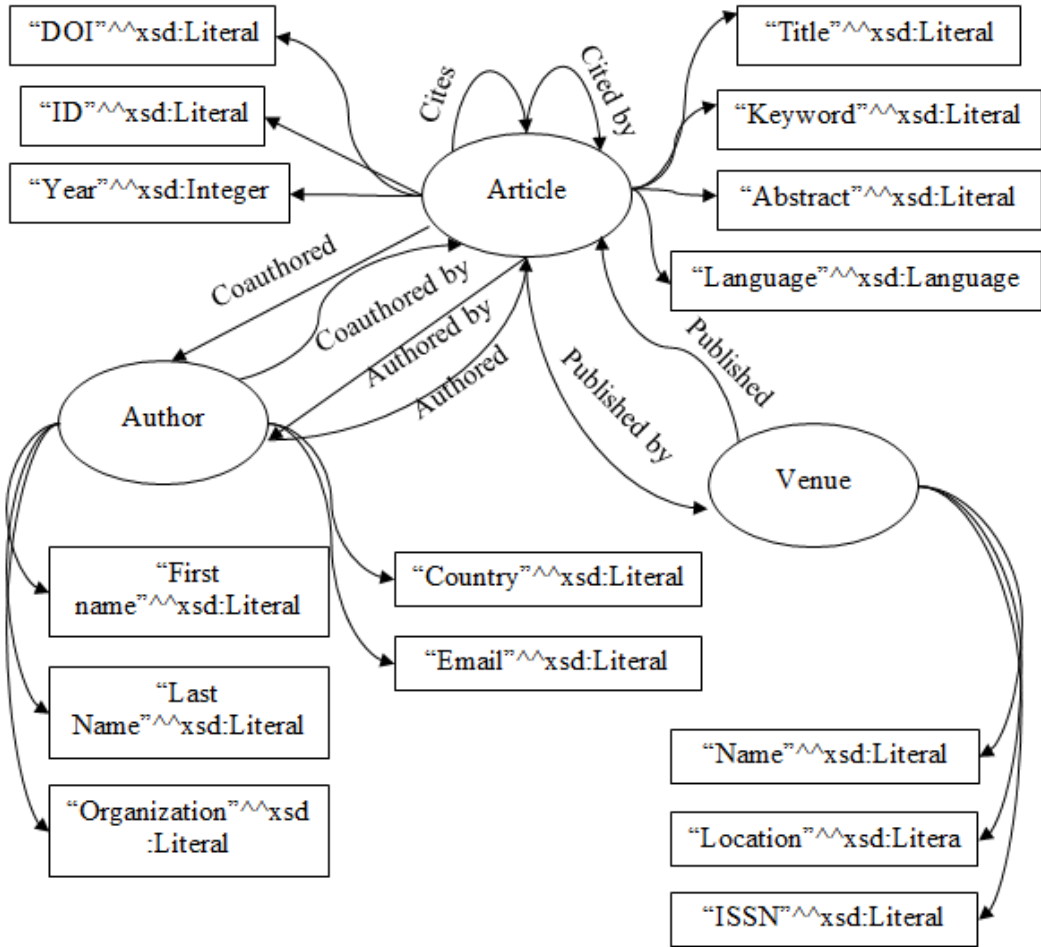 “DOI”^^xsd:Literal
“Title”^^xsd:Literal
Cites
Cited by
“ID”^^xsd:Literal
“Keyword”^^xsd:Literal
“Year”^^xsd:Integer
Article
“Abstract”^^xsd:Literal
“Language”^^xsd:Language
Coauthored
Coauthored by
Authored by
Authored
Published by
Published
Author
Venue
“First
name”^^xsd:Literal
“Country”^^xsd:Literal
“Email”^^xsd:Literal
“Last
Name”^^xsd:Literal
“Organization”^^xsd
:Literal
“Name”^^xsd:Literal
“Location”^^xsd:Litera
“ISSN”^^xsd:Literal